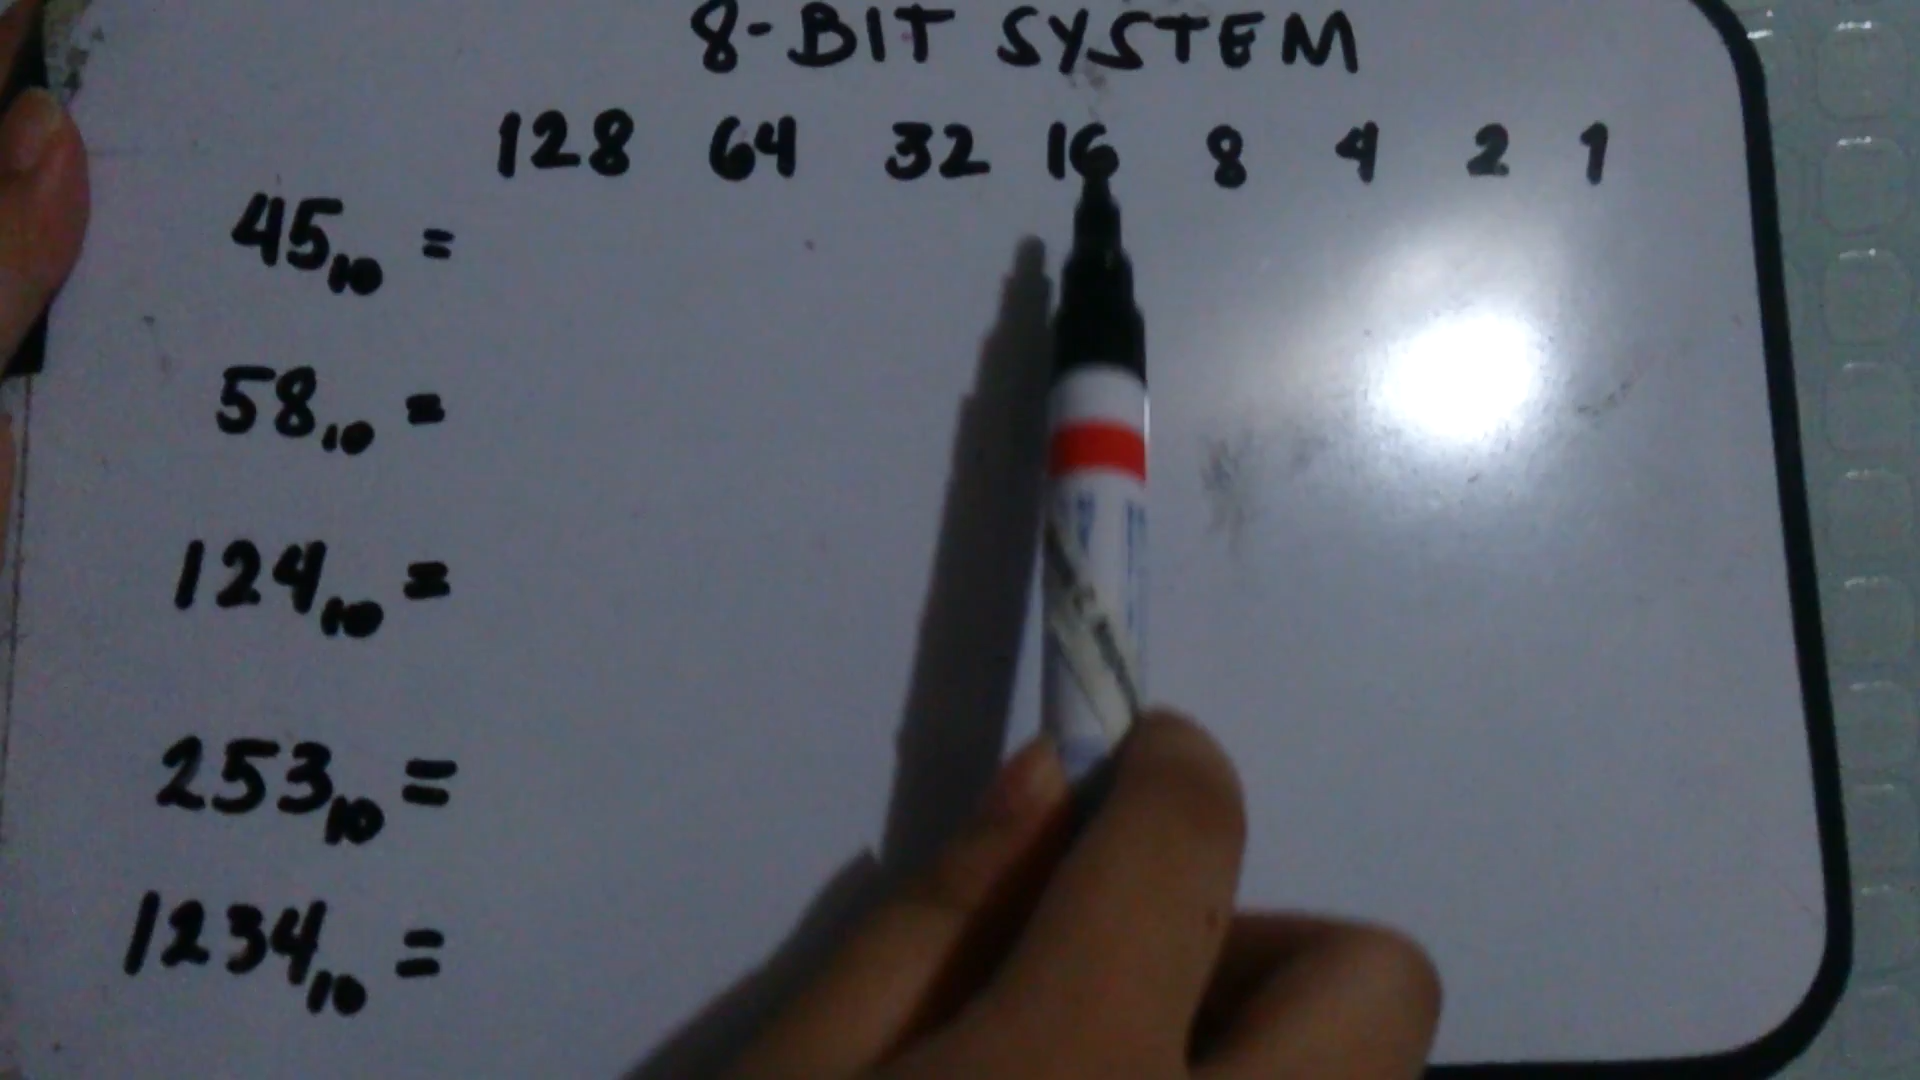 8-BIT SYSTEM
128 64 32 16 8 4 2 1
45₁₀ =
58₁₀ =
124₁₀ =
253₁₀ =
1234₁₀ =